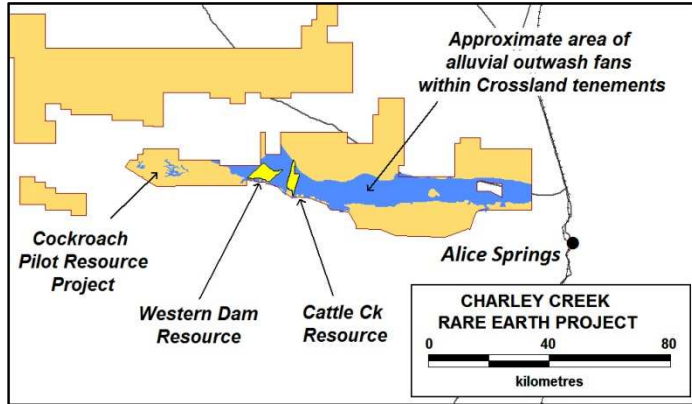 Approximate area of
alluvial outwash fans
within Crossland tenements
Cockroach
Pilot Resource
Project
Western Dam
Resource
Cattle Ck
Resource
Alice Springs
CHARLEY CREEK
RARE EARTH PROJECT
0 40 80
kilometres